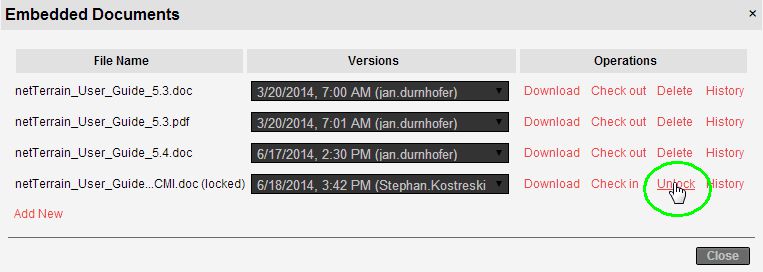 Embedded Documents ×
File Name Versions Operations
netTerrain_User_Guide_5.3.doc 3/20/2014, 7:00 AM (jan.durnhofer) Download Check out Delete History
netTerrain_User_Guide_5.3.pdf 3/20/2014, 7:01 AM (jan.durnhofer) Download Check out Delete History
netTerrain_User_Guide_5.4.doc 6/17/2014, 2:30 PM (jan.durnhofer) Download Check out Delete History
netTerrain_User_Guide...CMI.doc (locked) 6/18/2014, 3:42 PM (Stephan.Kostreski Download Check in Unlock History
Add New
Close